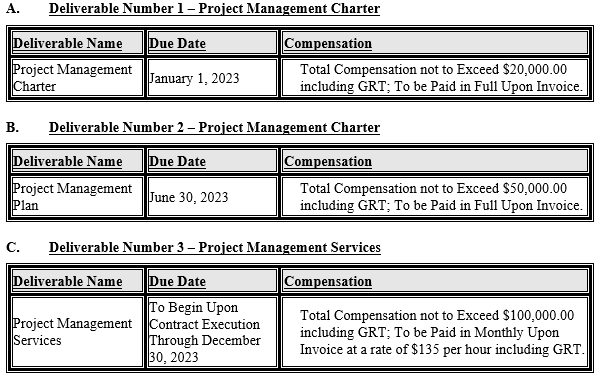 A. Deliverable Number 1 – Project Management Charter
Deliverable Name Due Date Compensation
Project Management Charter January 1, 2023 Total Compensation not to Exceed $20,000.00
including GRT; To be Paid in Full Upon Invoice.
B. Deliverable Number 2 – Project Management Charter
Deliverable Name Due Date Compensation
Project Management Plan June 30, 2023 Total Compensation not to Exceed $50,000.00
including GRT; To be Paid in Full Upon Invoice.
C. Deliverable Number 3 – Project Management Services
Deliverable Name Due Date Compensation
Project Management
Services
To Begin Upon
Contract Execution
Through December
30, 2023
Total Compensation not to Exceed $100,000.00
including GRT; To be Paid in Monthly Upon
Invoice at a rate of $135 per hour including GRT.